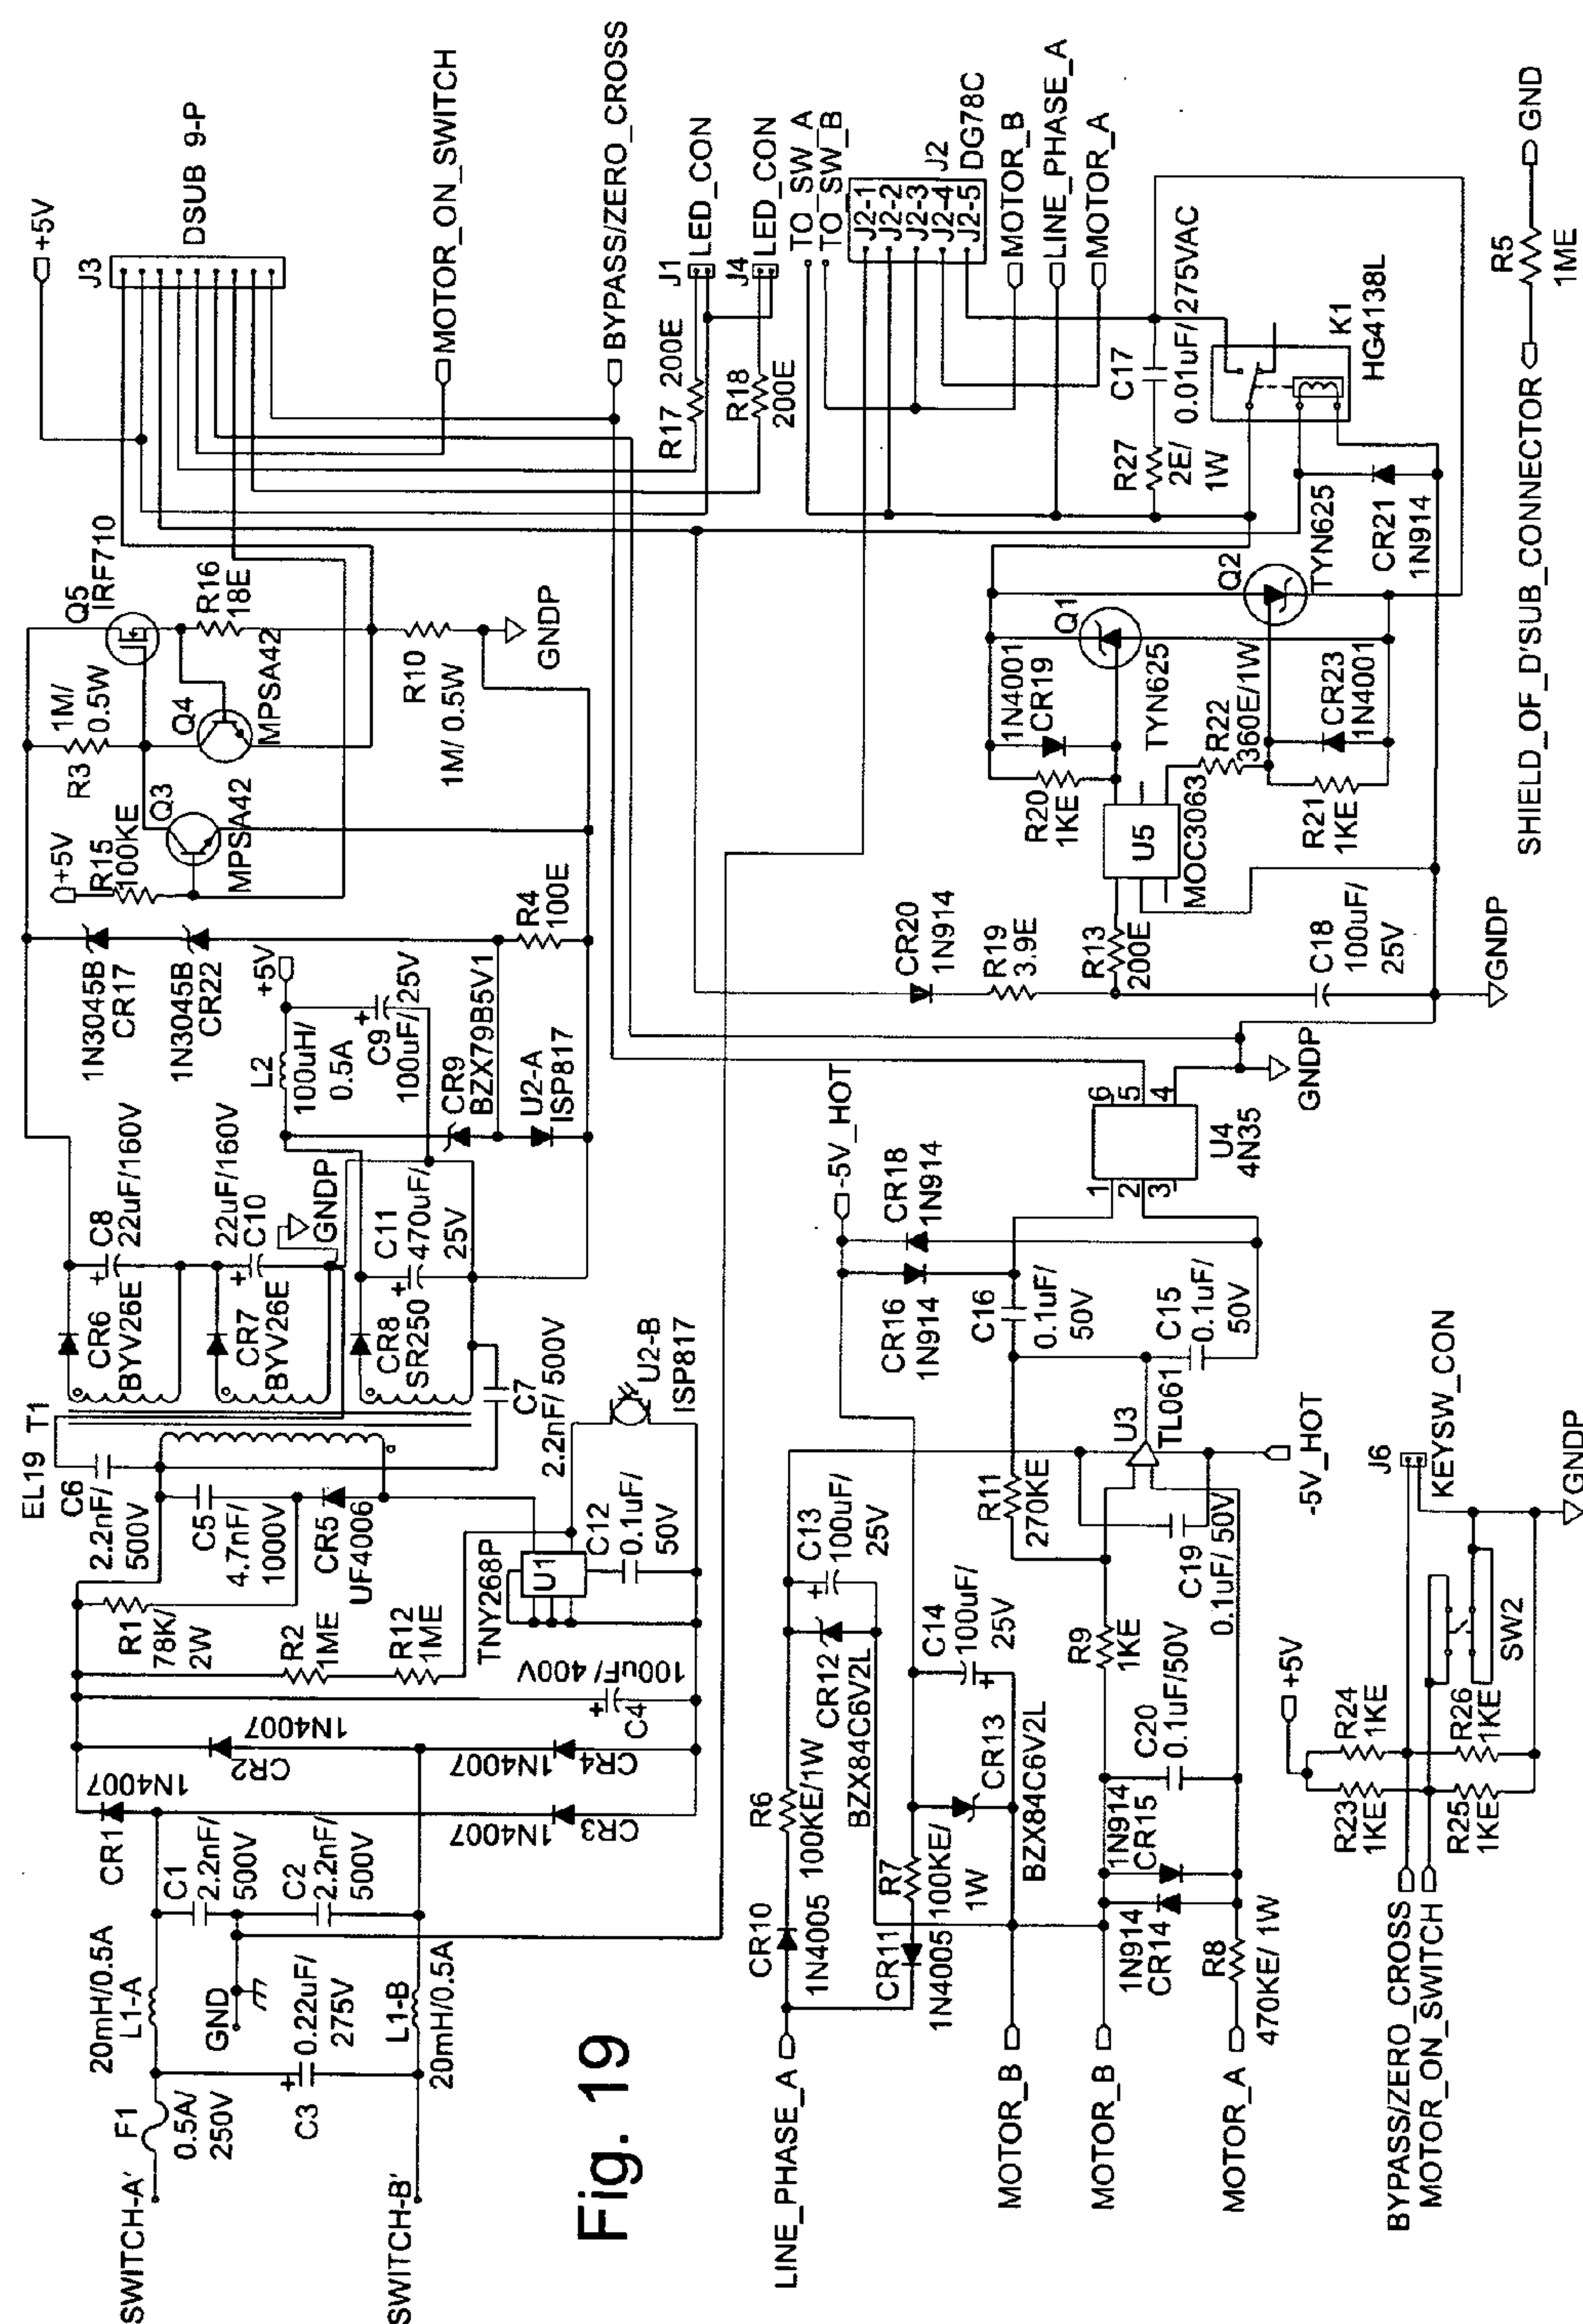 SWITCH-A'
F1
0.5A/
250V
20mH/0.5A
L1-A
C3
0.22uF/
275V
GND
SWITCH-B'
L1-B
20mH/0.5A
C1
2.2nF/
500V
C2
2.2nF/
500V
CR1
1N4007
CR2
1N4007
1N4007
CR3
1N4007
CR4
100uF/400V
C4
R1
78K/
2W
R2
1ME
R12
1ME
EL19 T1
C6
2.2nF/
500V
C5
4.7nF/
1000V
CR5
UF4006
TNY268P
U1
C12
0.1uF/
50V
C7
2.2nF/500V
U2-B
ISP817
CR6
BYV26E
CR7
BYV26E
CR8
SR250
C8
22uF/160V
22uF/160V
C10
GNDP
C11
470uF/
25V
1N3045B
CR17
1N3045B
CR22
L2
100uH/
0.5A
+5V
C9
100uF/25V
CR9
BZX79B5V1
U2-A
ISP817
R4
100E
+5V
R15
100KE
Q3
MPSA42
R3
1M/
0.5W
Q4
MPSA42
Q5
IRF710
R16
18E
R10
1M/0.5W
GNDP
+5V
J3
DSUB 9-P
MOTOR_ON_SWITCH
BYPASS/ZERO_CROSS
R17 200E
J1
LED_CON
R18
200E
J4
LED_CON
TO_SW_A
TO_SW_B
J2-1
J2-2
J2-3
J2-4
J2-5
J2
DG78C
MOTOR_B
LINE_PHASE_A
MOTOR_A
R27
2E/
1W
C17
0.01uF/275VAC
K1
HG4138L
CR21
1N914
Q1
TYN625
Q2
TYN625
1N4001
CR19
R20
1KE
U5
MOC3063
R22
360E/1W
CR23
1N4001
R21
1KE
CR20
1N914
R19
3.9E
R13
200E
C18
100uF/
25V
GNDP
SHIELD_OF_D'SUB_CONNECTOR
R5
1ME
GND
Fig. 19
LINE_PHASE_A
CR10
1N4005
R6
100KE/1W
CR11
1N4005
R7
100KE/
1W
CR12
BZX84C6V2L
C13
100uF/
25V
C14
100uF/
25V
CR13
BZX84C6V2L
MOTOR_B
MOTOR_B
MOTOR_A
R8
470KE/1W
1N914
CR14
1N914
CR15
C20
0.1uF/50V
R9
1KE
R11
270KE
C19
0.1uF/50V
U3
TL061
-5V_HOT
-5V_HOT
CR16
1N914
CR18
1N914
C16
0.1uF/
50V
C15
0.1uF/
50V
1
2
3
6
5
4
U4
4N35
GNDP
BYPASS/ZERO_CROSS
MOTOR_ON_SWITCH
+5V
R23
1KE
R24
1KE
R25
1KE
R26
1KE
SW2
J6
KEYSW_CON
GNDP